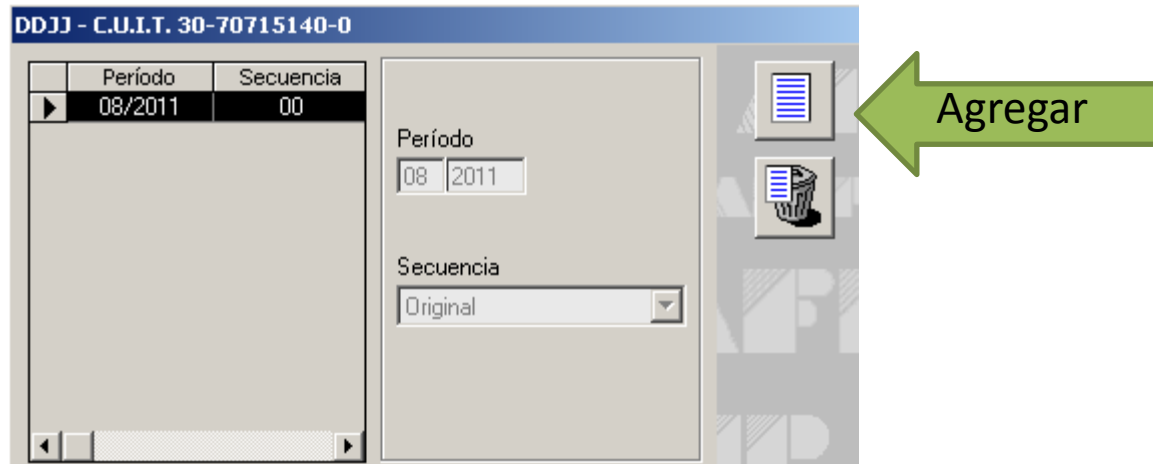 DDJJ - C.U.I.T. 30-70715140-0
Período Secuencia
08/2011 00
Período
08 2011
Secuencia
Original
Agregar